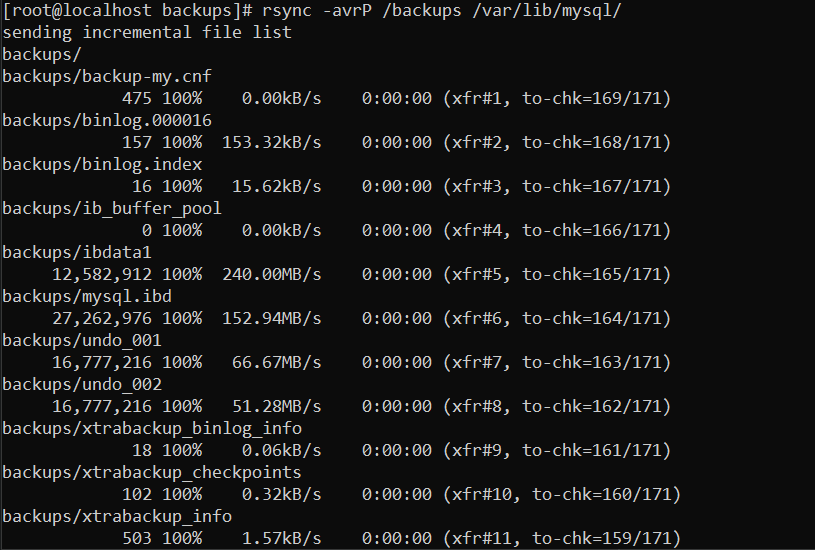 [root@localhost backups]# rsync -avrP /backups /var/lib/mysql/
sending incremental file list
backups/
backups/backup-my.cnf
            475 100%    0.00kB/s    0:00:00 (xfr#1, to-chk=169/171)
backups/binlog.000016
            157 100%  153.32kB/s    0:00:00 (xfr#2, to-chk=168/171)
backups/binlog.index
             16 100%   15.62kB/s    0:00:00 (xfr#3, to-chk=167/171)
backups/ib_buffer_pool
              0 100%    0.00kB/s    0:00:00 (xfr#4, to-chk=166/171)
backups/ibdata1
     12,582,912 100%  240.00MB/s    0:00:00 (xfr#5, to-chk=165/171)
backups/mysql.ibd
     27,262,976 100%  152.94MB/s    0:00:00 (xfr#6, to-chk=164/171)
backups/undo_001
     16,777,216 100%   66.67MB/s    0:00:00 (xfr#7, to-chk=163/171)
backups/undo_002
     16,777,216 100%   51.28MB/s    0:00:00 (xfr#8, to-chk=162/171)
backups/xtrabackup_binlog_info
             18 100%    0.06kB/s    0:00:00 (xfr#9, to-chk=161/171)
backups/xtrabackup_checkpoints
            102 100%    0.32kB/s    0:00:00 (xfr#10, to-chk=160/171)
backups/xtrabackup_info
            503 100%    1.57kB/s    0:00:00 (xfr#11, to-chk=159/171)